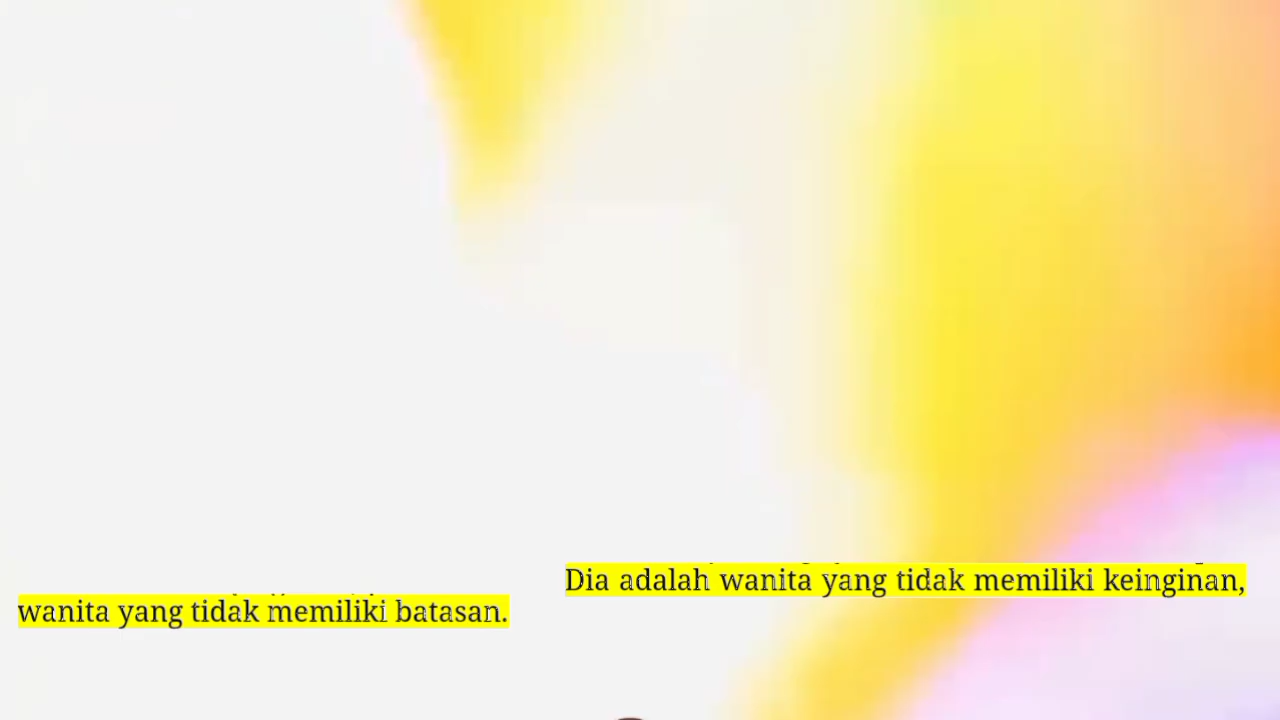 Dia adalah wanita yang tidak memiliki keinginan,
wanita yang tidak memiliki batasan.